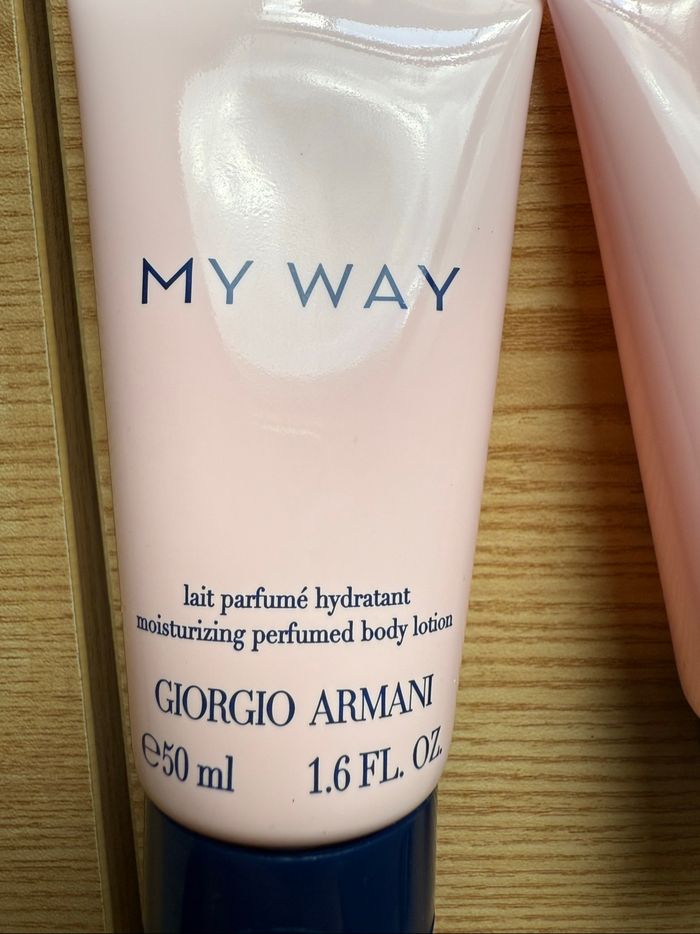 MY WAY
lait parfumé hydratant
moisturizing perfumed body lotion
GIORGIO ARMANI
℮50 ml 1.6 FL. OZ.